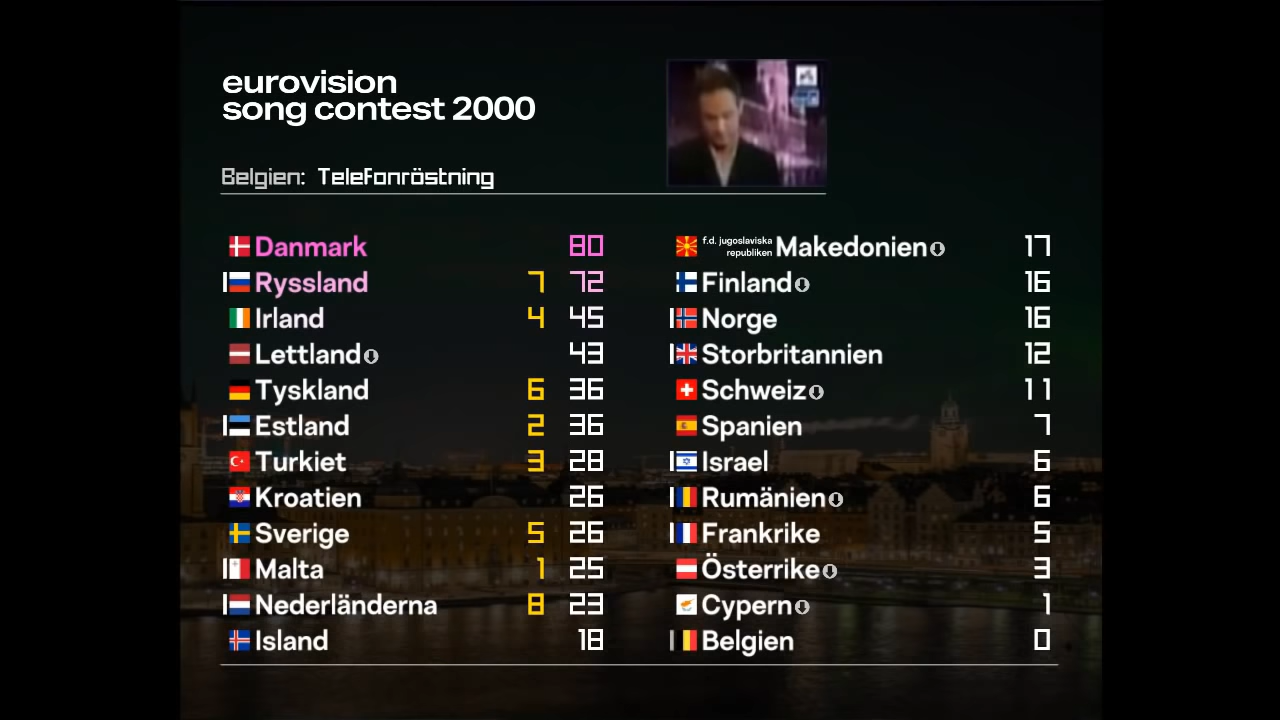 eurovision
song contest 2000
Belgien: Telefonröstning
Danmark 80
Ryssland 7 72
Irland 4 45
Lettland 43
Tyskland 6 36
Estland 2 36
Turkiet 3 28
Kroatien 26
Sverige 5 26
Malta 1 25
Nederländerna 8 23
Island 18
f.d. jugoslaviska
republiken Makedonien 17
Finland 16
Norge 16
Storbritannien 12
Schweiz 11
Spanien 7
Israel 6
Rumänien 6
Frankrike 5
Österrike 3
Cypern 1
Belgien 0